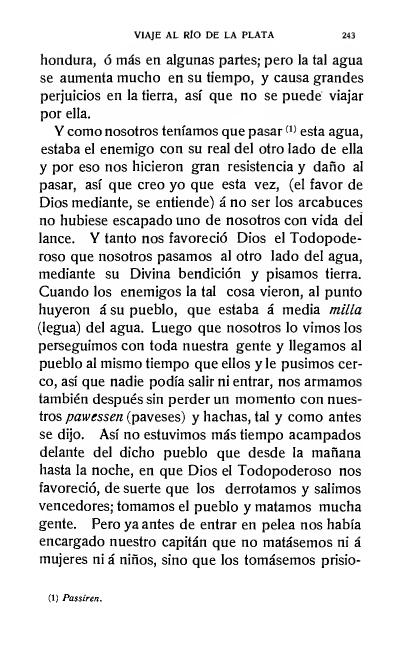 VIAJE AL RÍO DE LA PLATA 243
hondura, ó más en algunas partes; pero la tal agua
se aumenta mucho en su tiempo, y causa grandes
perjuicios en la tierra, así que no se puede viajar
por ella.
Y como nosotros teníamos que pasar (1) esta agua,
estaba el enemigo con su real del otro lado de ella
y por eso nos hicieron gran resistencia y daño al
pasar, así que creo yo que esta vez, (el favor de
Dios mediante, se entiende) á no ser los arcabuces
no hubiese escapado uno de nosotros con vida del
lance. Y tanto nos favoreció Dios el Todopode-
roso que nosotros pasamos al otro lado del agua,
mediante su Divina bendición y pisamos tierra.
Cuando los enemigos la tal cosa vieron, al punto
huyeron á su pueblo, que estaba á media milla
(legua) del agua. Luego que nosotros lo vimos los
perseguimos con toda nuestra gente y llegamos al
pueblo al mismo tiempo que ellos y le pusimos cer-
co, así que nadie podía salir ni entrar, nos armamos
también después sin perder un momento con nues-
tros pawessen (paveses) y hachas, tal y como antes
se dijo. Así no estuvimos más tiempo acampados
delante del dicho pueblo que desde la mañana
hasta la noche, en que Dios el Todopoderoso nos
favoreció, de suerte que los derrotamos y salimos
vencedores; tomamos el pueblo y matamos mucha
gente. Pero ya antes de entrar en pelea nos había
encargado nuestro capitán que no matásemos ni á
mujeres ni á niños, sino que los tomásemos prisio-
(1) Passiren.